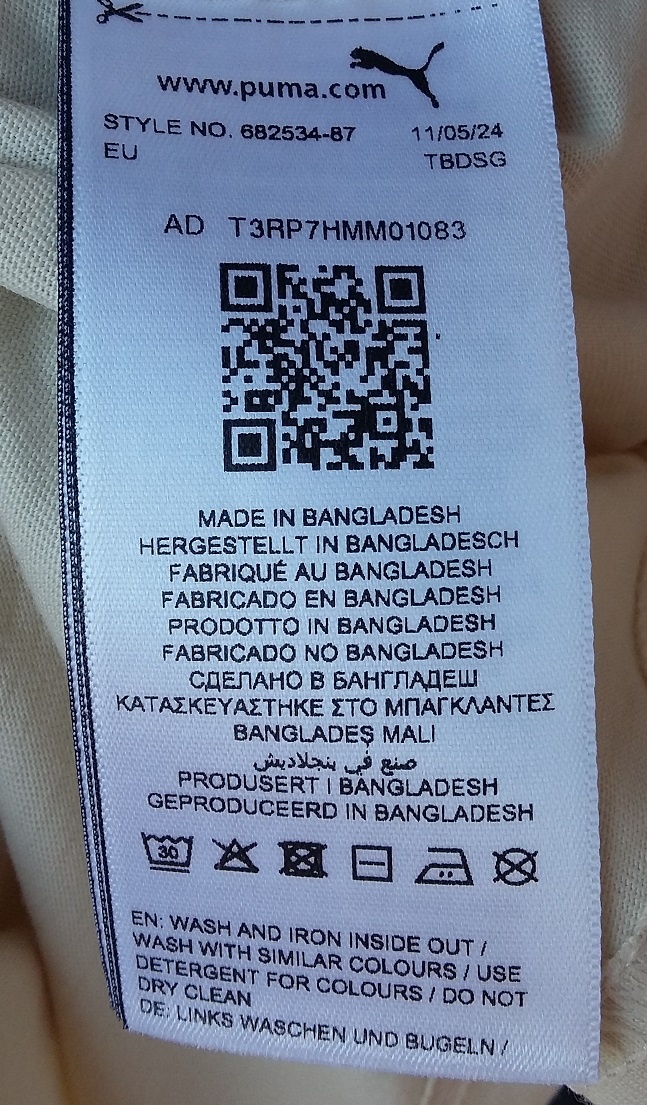 www.puma.com
STYLE NO. 682534-87 11/05/24
EU TBDSG
AD T3RP7HMM01083
MADE IN BANGLADESH
HERGESTELLT IN BANGLADESCH
FABRIQUÉ AU BANGLADESH
FABRICADO EN BANGLADESH
PRODOTTO IN BANGLADESH
FABRICADO NO BANGLADESH
СДЕЛАНО В БАНГЛАДЕШ
ΚΑΤΑΣΚΕΥΑΣΤΗΚΕ ΣΤΟ ΜΠΑΓΚΛΑΝΤΕΣ
BANGLADEŞ MALI
صنع في بنجلاديش
PRODUSERT I BANGLADESH
GEPRODUCEERD IN BANGLADESH
30
EN: WASH AND IRON INSIDE OUT /
WASH WITH SIMILAR COLOURS / USE
DETERGENT FOR COLOURS / DO NOT
DRY CLEAN
DE: LINKS WASCHEN UND BUGELN /